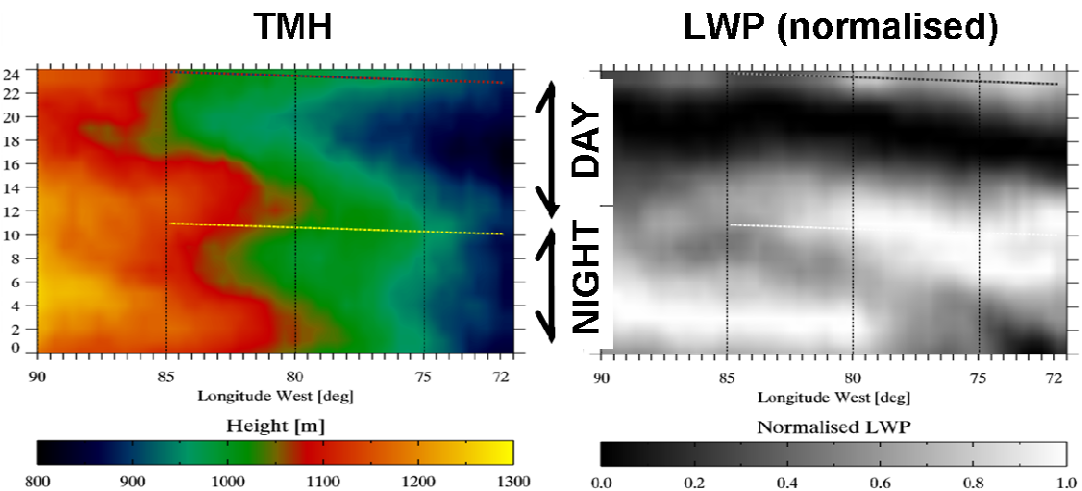 TMH
LWP (normalised)
24
22
20
18
16
14
12
10
8
6
4
2
0
90 85 80 75 72
Longitude West [deg]
Height [m]
800 900 1000 1100 1200 1300
DAY
NIGHT
90 85 80 75 72
Longitude West [deg]
Normalised LWP
0.0 0.2 0.4 0.6 0.8 1.0